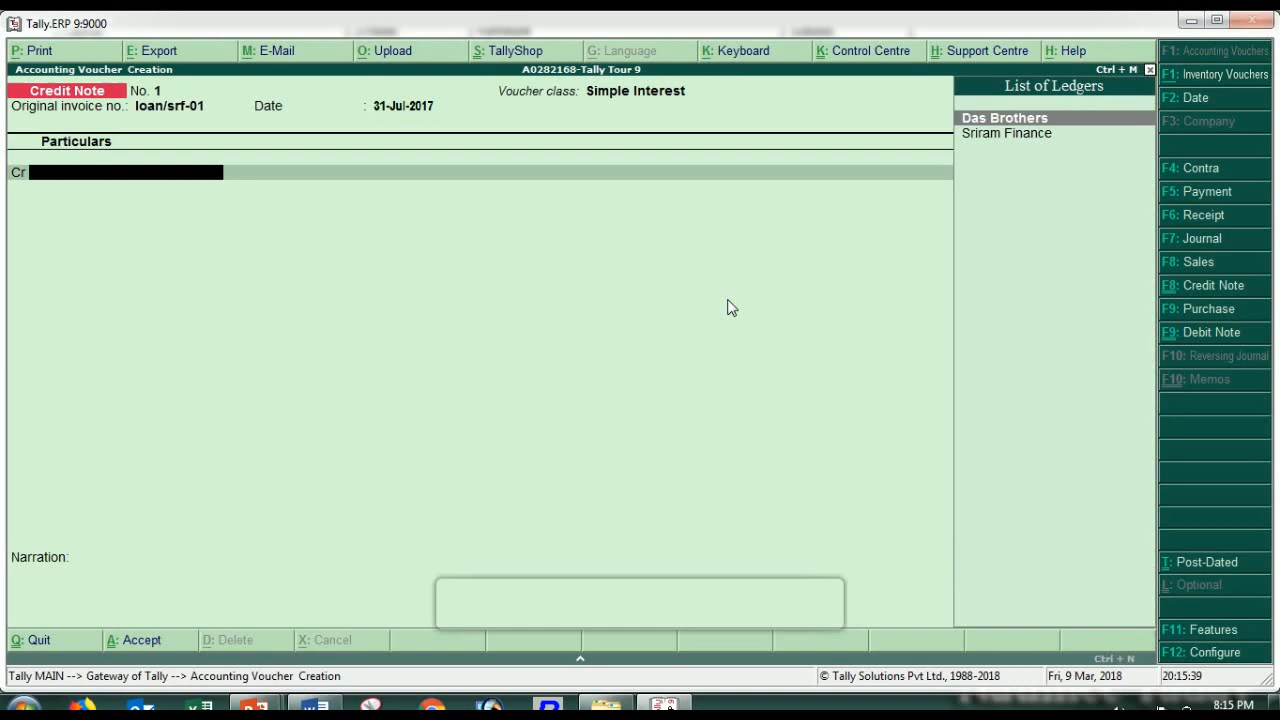 Tally.ERP 9:9000
P: Print E: Export M: E-Mail O: Upload S: TallyShop G: Language K: Keyboard K: Control Centre H: Support Centre H: Help
Accounting Voucher Creation A0282168-Tally Tour 9 Ctrl + M
Credit Note No. 1 Voucher class: Simple Interest
Original invoice no.: loan/srf-01 Date : 31-Jul-2017
Particulars
Cr
Narration:
List of Ledgers
Das Brothers
Sriram Finance
F1: Accounting Vouchers
F1: Inventory Vouchers
F2: Date
F3: Company
F4: Contra
F5: Payment
F6: Receipt
F7: Journal
F8: Sales
F8: Credit Note
F9: Purchase
F9: Debit Note
F10: Reversing Journal
F10: Memos
T: Post-Dated
L: Optional
F11: Features
F12: Configure
Q: Quit A: Accept D: Delete X: Cancel
Ctrl + N
Tally MAIN --> Gateway of Tally --> Accounting Voucher Creation © Tally Solutions Pvt Ltd., 1988-2018 Fri, 9 Mar, 2018 20:15:39
8:15 PM